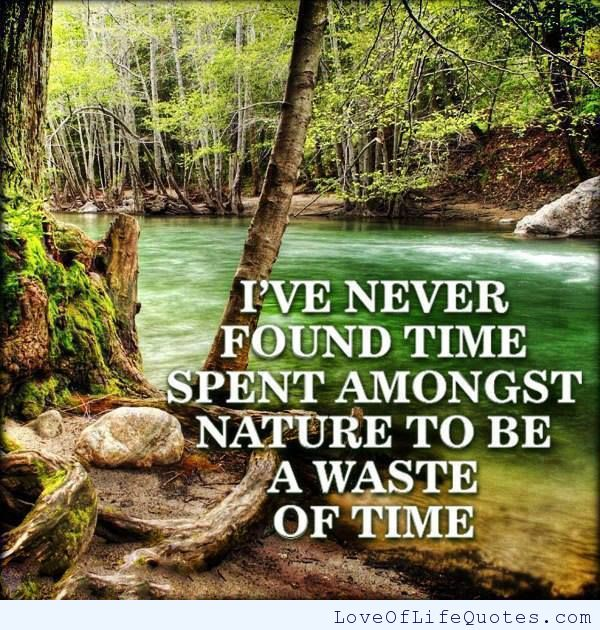 I'VE NEVER
FOUND TIME
SPENT AMONGST
NATURE TO BE
A WASTE
OF TIME
LoveOfLifeQuotes.com